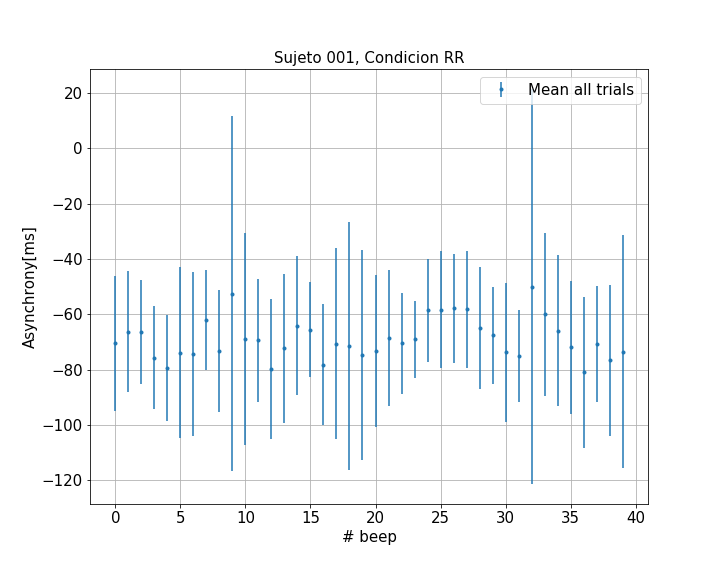 Sujeto 001, Condicion RR
Mean all trials
Asynchrony[ms]
20
0
−20
−40
−60
−80
−100
−120
0 5 10 15 20 25 30 35 40
# beep